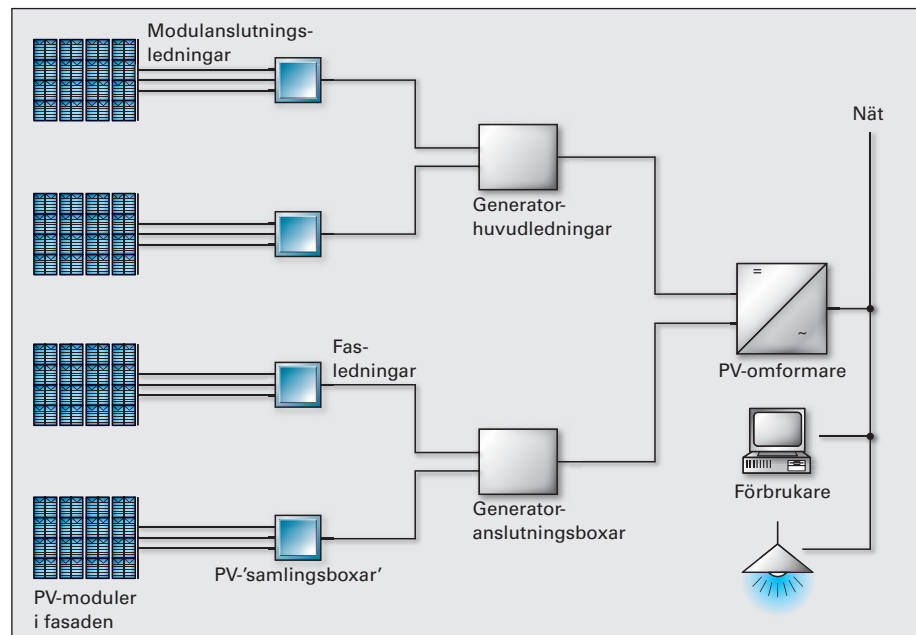 Modulanslutnings-
ledningar
Nät
Generator-
huvudledningar
=
~
Fas-
ledningar
PV-omformare
Förbrukare
Generator-
anslutningsboxar
PV-’samlingsboxar’
PV-moduler
i fasaden